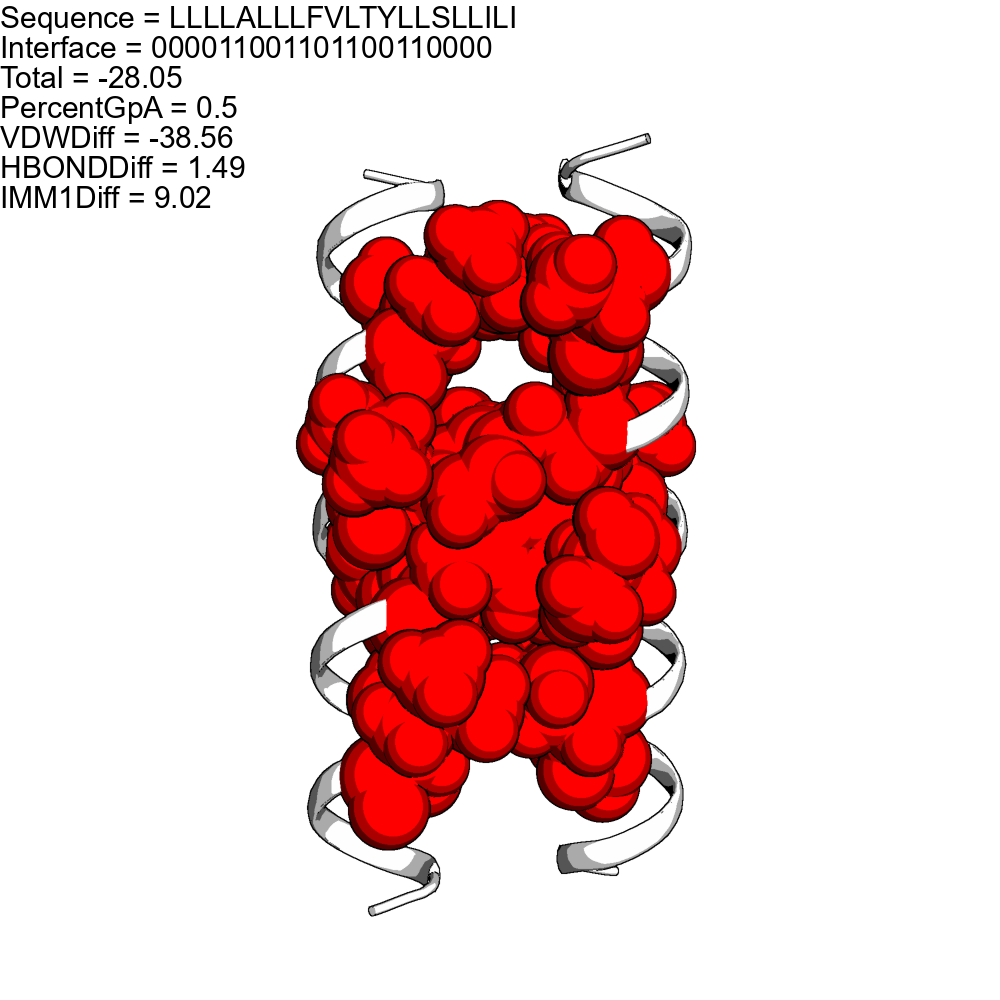 Sequence = LLLLALLLFVLTYLLSLLILI
Interface = 000011001101100110000
Total = -28.05
PercentGpA = 0.5
VDWDiff = -38.56
HBONDDiff = 1.49
IMM1Diff = 9.02